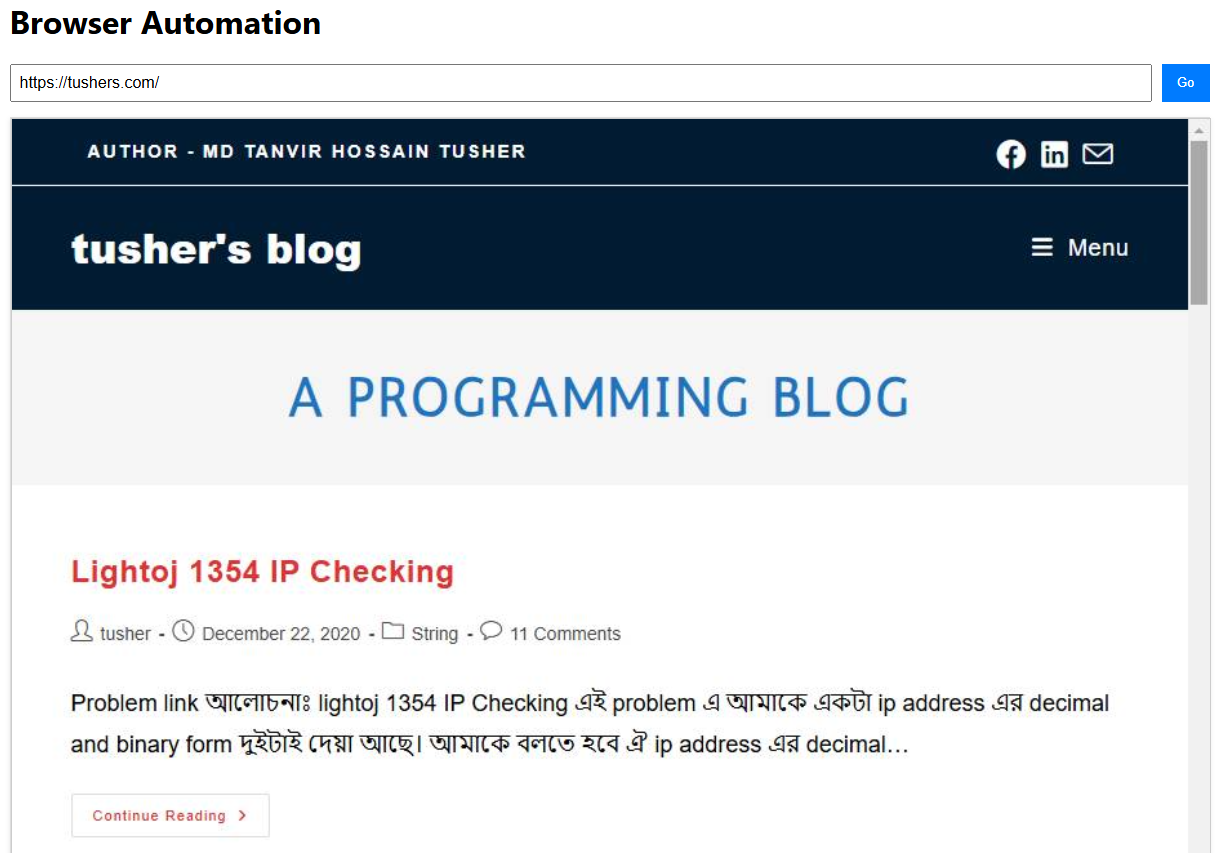 Browser Automation
https://tushers.com/
Go
AUTHOR - MD TANVIR HOSSAIN TUSHER
tusher's blog
Menu
A PROGRAMMING BLOG
Lightoj 1354 IP Checking
tusher - December 22, 2020 - String - 11 Comments
Problem link আলোচনাঃ lightoj 1354 IP Checking এই problem এ আমাকে একটা ip address এর decimal
and binary form দুইটাই দেয়া আছে। আমাকে বলতে হবে ঐ ip address এর decimal…
Continue Reading